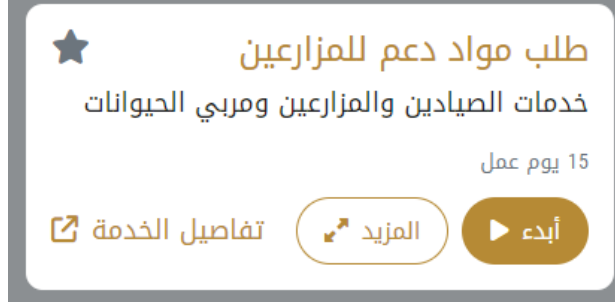 طلب مواد دعم للمزارعين
خدمات الصيادين والمزارعين ومربي الحيوانات
15 يوم عمل
أبدء المزيد تفاصيل الخدمة